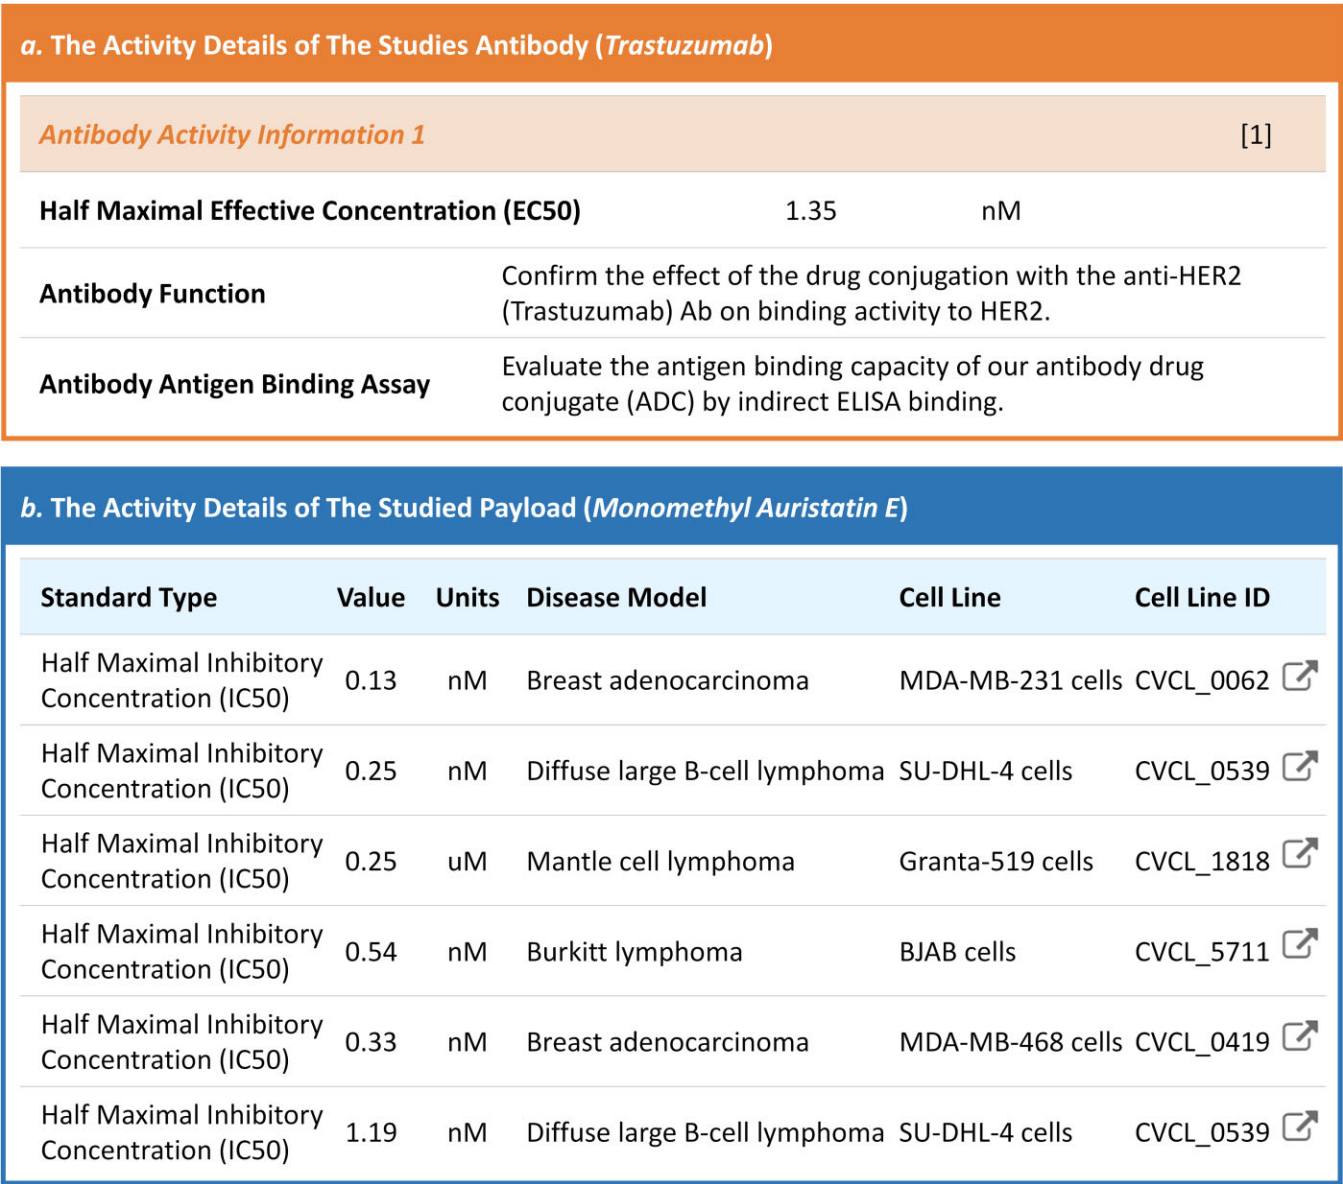 a. The Activity Details of The Studies Antibody (Trastuzumab)
Antibody Activity Information 1 [1]
Half Maximal Effective Concentration (EC50) 1.35 nM
Antibody Function
Confirm the effect of the drug conjugation with the anti-HER2
(Trastuzumab) Ab on binding activity to HER2.
Antibody Antigen Binding Assay
Evaluate the antigen binding capacity of our antibody drug
conjugate (ADC) by indirect ELISA binding.
b. The Activity Details of The Studied Payload (Monomethyl Auristatin E)
Standard Type Value Units Disease Model Cell Line Cell Line ID
Half Maximal Inhibitory
Concentration (IC50)
0.13 nM Breast adenocarcinoma MDA-MB-231 cells CVCL_0062
Half Maximal Inhibitory
Concentration (IC50)
0.25 nM Diffuse large B-cell lymphoma SU-DHL-4 cells CVCL_0539
Half Maximal Inhibitory
Concentration (IC50)
0.25 uM Mantle cell lymphoma Granta-519 cells CVCL_1818
Half Maximal Inhibitory
Concentration (IC50)
0.54 nM Burkitt lymphoma BJAB cells CVCL_5711
Half Maximal Inhibitory
Concentration (IC50)
0.33 nM Breast adenocarcinoma MDA-MB-468 cells CVCL_0419
Half Maximal Inhibitory
Concentration (IC50)
1.19 nM Diffuse large B-cell lymphoma SU-DHL-4 cells CVCL_0539